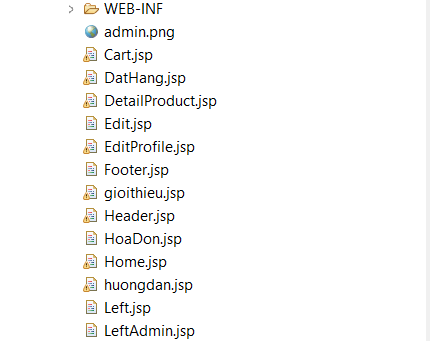 WEB-INF
admin.png
Cart.jsp
DatHang.jsp
DetailProduct.jsp
Edit.jsp
EditProfile.jsp
Footer.jsp
gioithieu.jsp
Header.jsp
HoaDon.jsp
Home.jsp
huongdan.jsp
Left.jsp
LeftAdmin.jsp